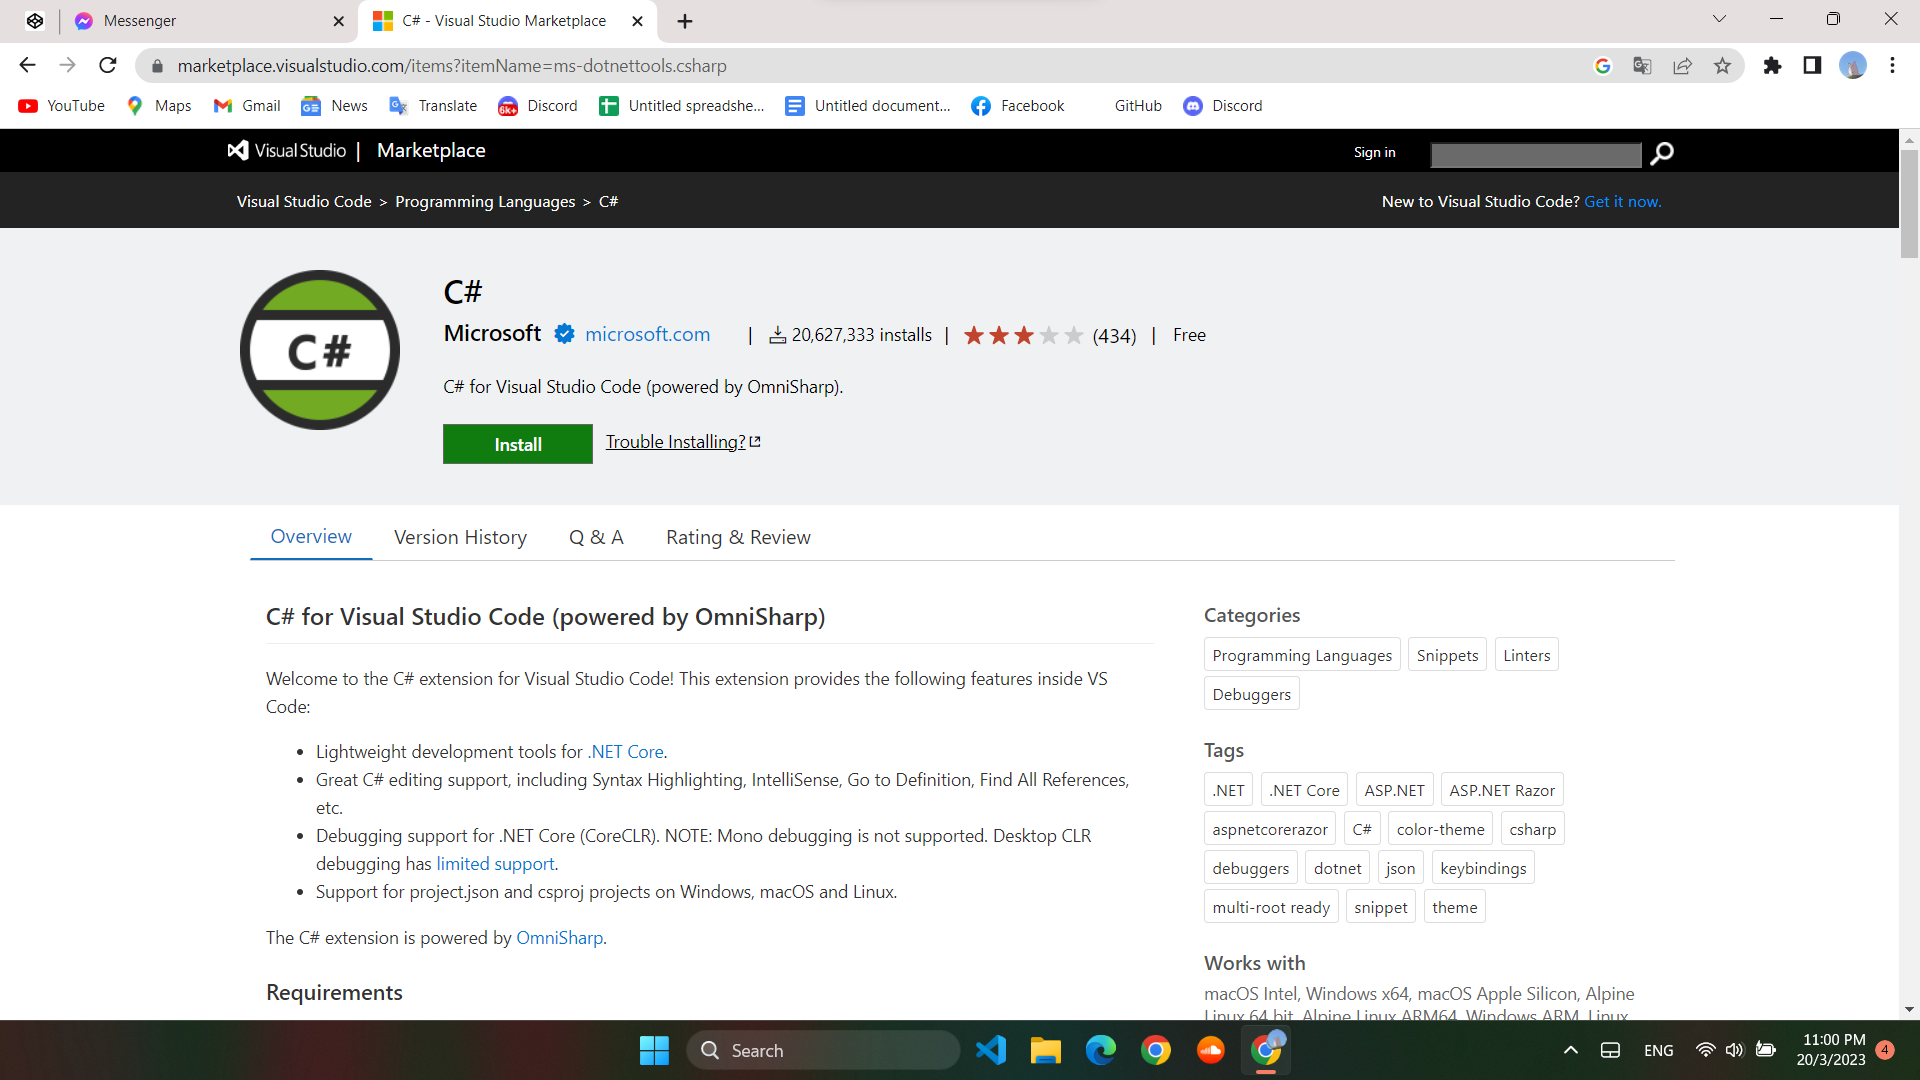 Messenger
C# - Visual Studio Marketplace
marketplace.visualstudio.com/items?itemName=ms-dotnettools.csharp
YouTube Maps Gmail News Translate 6k+ Discord Untitled spreadshe... Untitled document... Facebook GitHub Discord
Visual Studio | Marketplace
Sign in
Visual Studio Code > Programming Languages > C#
New to Visual Studio Code? Get it now.
C#
C#
Microsoft microsoft.com | 20,627,333 installs | (434) | Free
C# for Visual Studio Code (powered by OmniSharp).
Install Trouble Installing?
Overview Version History Q & A Rating & Review
C# for Visual Studio Code (powered by OmniSharp)
Welcome to the C# extension for Visual Studio Code! This extension provides the following features inside VS
Code:
• Lightweight development tools for .NET Core.
• Great C# editing support, including Syntax Highlighting, IntelliSense, Go to Definition, Find All References,
etc.
• Debugging support for .NET Core (CoreCLR). NOTE: Mono debugging is not supported. Desktop CLR
debugging has limited support.
• Support for project.json and csproj projects on Windows, macOS and Linux.
The C# extension is powered by OmniSharp.
Requirements
Categories
Programming Languages Snippets Linters
Debuggers
Tags
.NET .NET Core ASP.NET ASP.NET Razor
aspnetcorerazor C# color-theme csharp
debuggers dotnet json keybindings
multi-root ready snippet theme
Works with
macOS Intel, Windows x64, macOS Apple Silicon, Alpine
Linux 64 bit, Alpine Linux ARM64, Windows ARM, Linux
Search
ENG
11:00 PM
20/3/2023
4